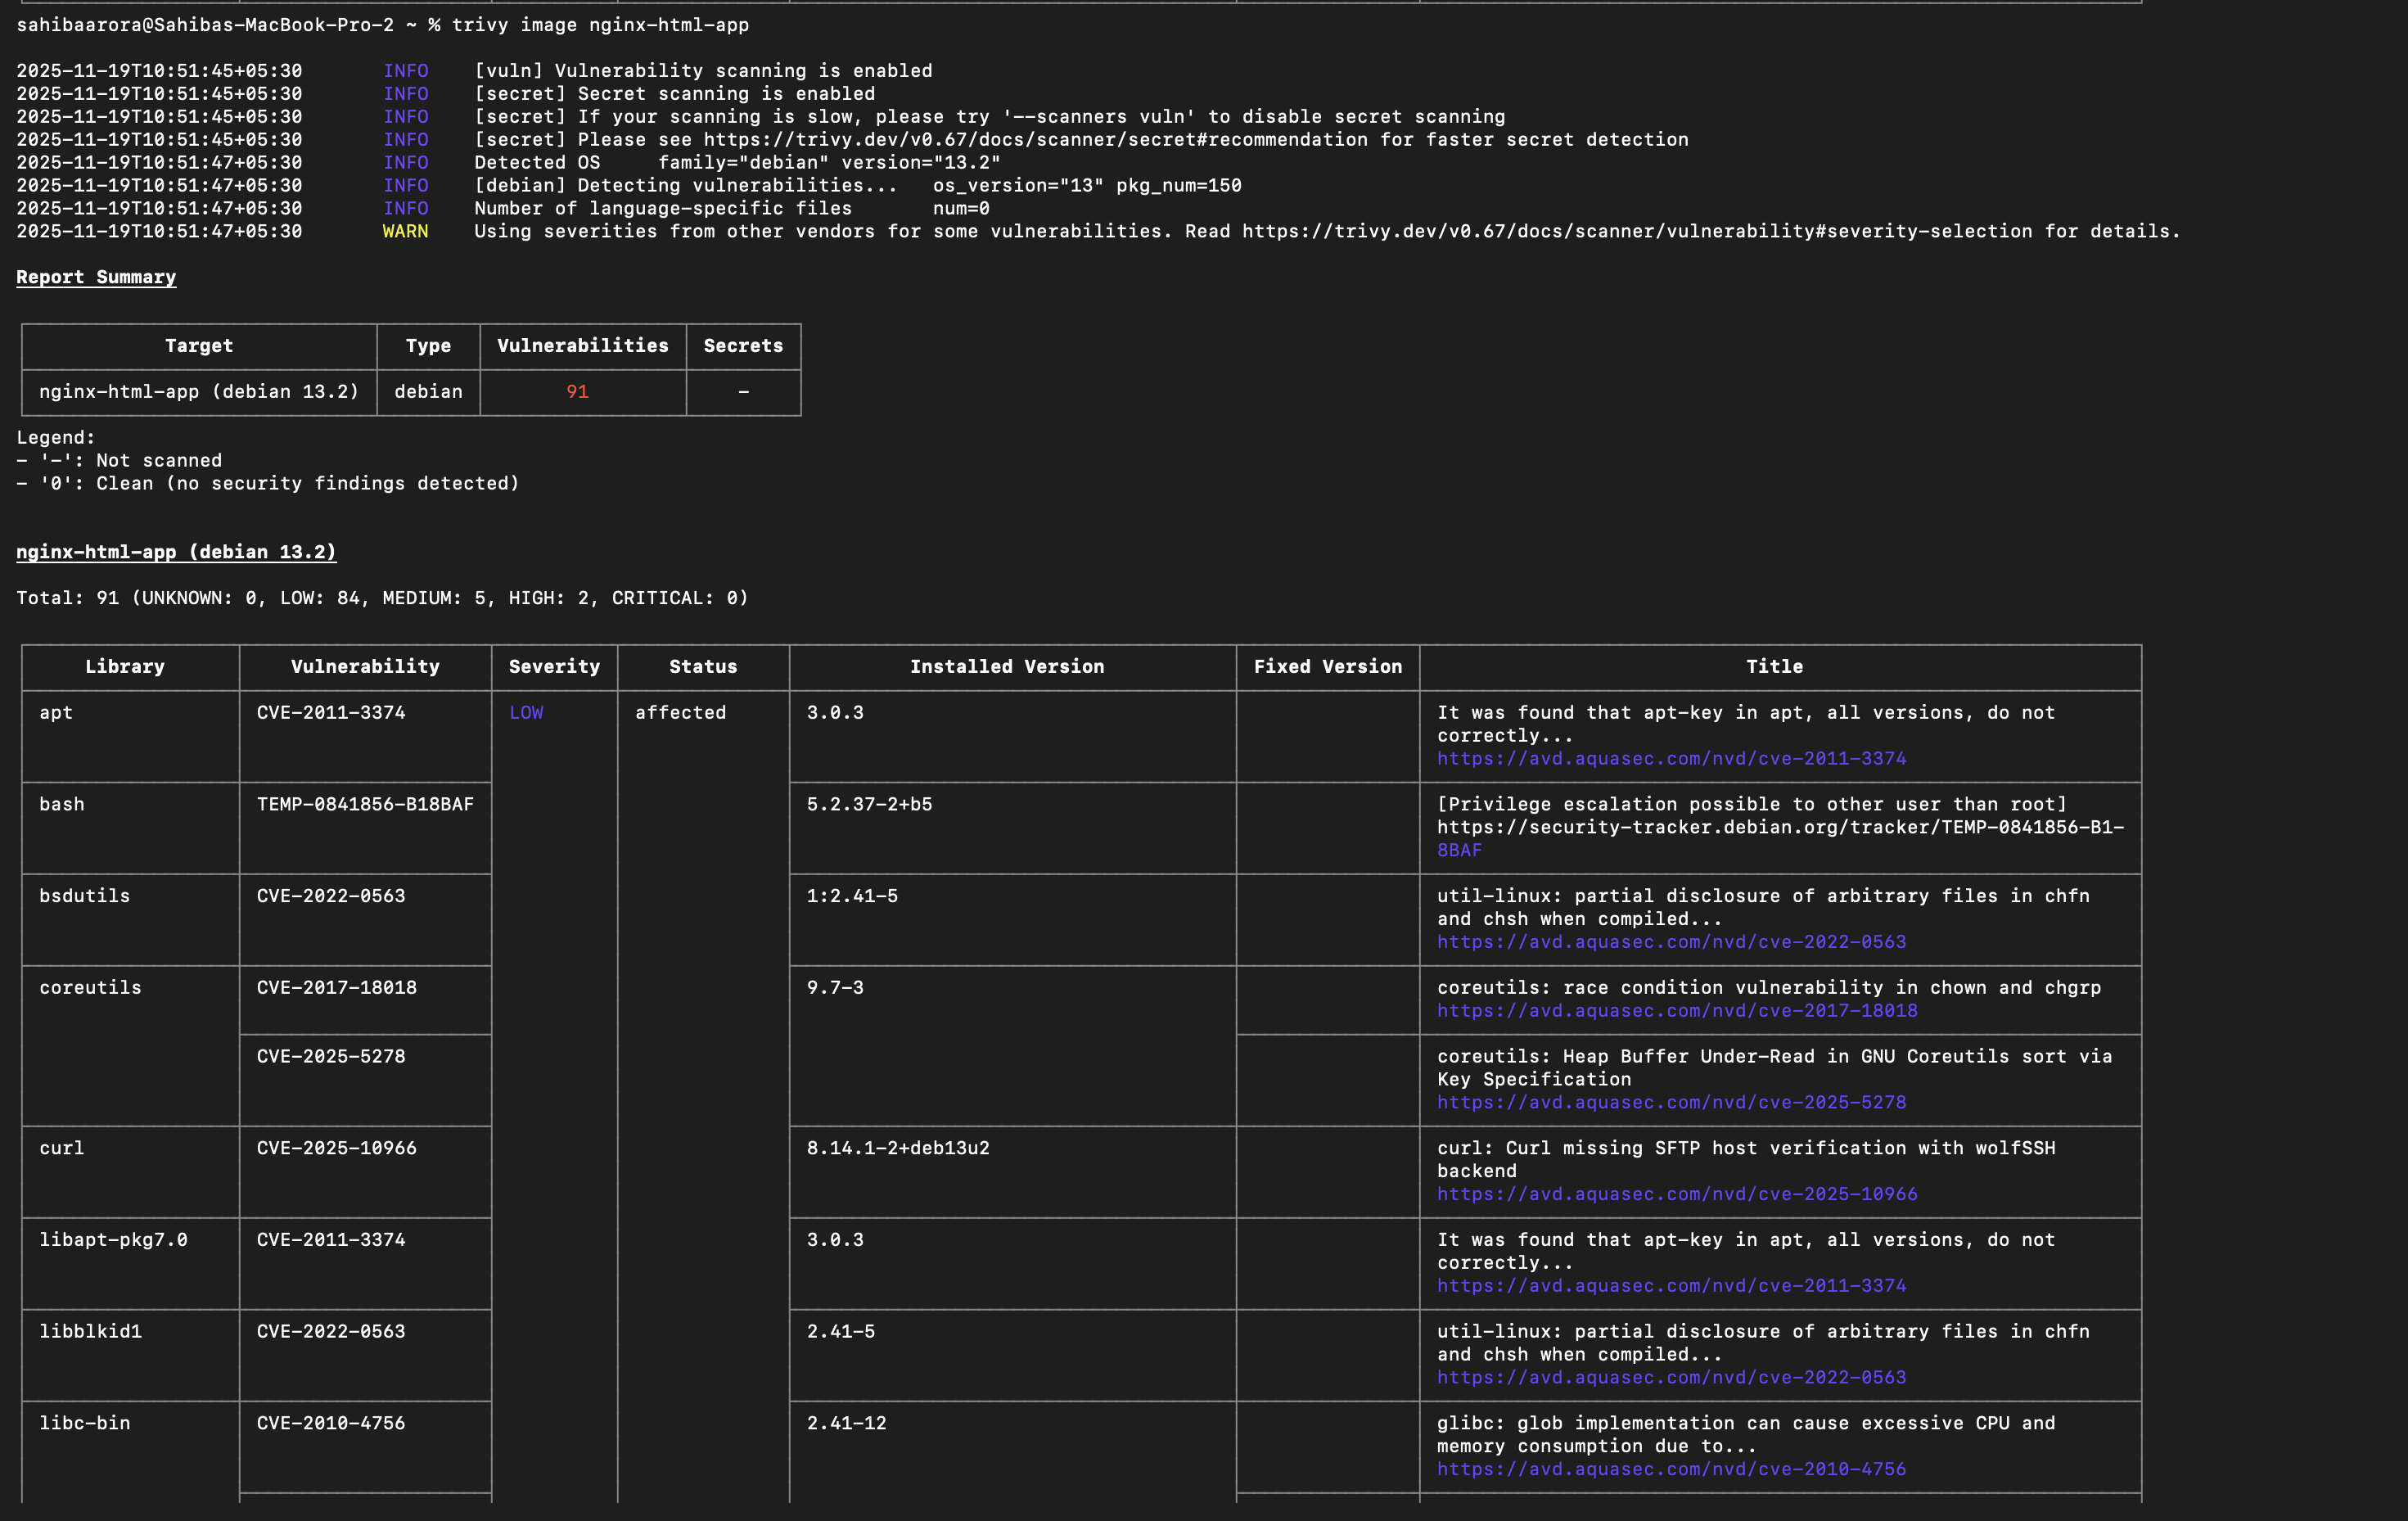 sahibaarora@Sahibas-MacBook-Pro-2 ~ % trivy image nginx-html-app
2025-11-19T10:51:45+05:30 INFO [vuln] Vulnerability scanning is enabled
2025-11-19T10:51:45+05:30 INFO [secret] Secret scanning is enabled
2025-11-19T10:51:45+05:30 INFO [secret] If your scanning is slow, please try '--scanners vuln' to disable secret scanning
2025-11-19T10:51:45+05:30 INFO [secret] Please see https://trivy.dev/v0.67/docs/scanner/secret#recommendation for faster secret detection
2025-11-19T10:51:47+05:30 INFO Detected OS family="debian" version="13.2"
2025-11-19T10:51:47+05:30 INFO [debian] Detecting vulnerabilities... os_version="13" pkg_num=150
2025-11-19T10:51:47+05:30 INFO Number of language-specific files num=0
2025-11-19T10:51:47+05:30 WARN Using severities from other vendors for some vulnerabilities. Read https://trivy.dev/v0.67/docs/scanner/vulnerability#severity-selection for details.
Report Summary
Target Type Vulnerabilities Secrets
nginx-html-app (debian 13.2) debian 91 -
Legend:
- '-': Not scanned
- '0': Clean (no security findings detected)
nginx-html-app (debian 13.2)
Total: 91 (UNKNOWN: 0, LOW: 84, MEDIUM: 5, HIGH: 2, CRITICAL: 0)
Library Vulnerability Severity Status Installed Version Fixed Version Title
apt CVE-2011-3374 LOW affected 3.0.3 It was found that apt-key in apt, all versions, do not
correctly...
https://avd.aquasec.com/nvd/cve-2011-3374
bash TEMP-0841856-B18BAF 5.2.37-2+b5 [Privilege escalation possible to other user than root]
https://security-tracker.debian.org/tracker/TEMP-0841856-B1-
8BAF
bsdutils CVE-2022-0563 1:2.41-5 util-linux: partial disclosure of arbitrary files in chfn
and chsh when compiled...
https://avd.aquasec.com/nvd/cve-2022-0563
coreutils CVE-2017-18018 9.7-3 coreutils: race condition vulnerability in chown and chgrp
https://avd.aquasec.com/nvd/cve-2017-18018
CVE-2025-5278 coreutils: Heap Buffer Under-Read in GNU Coreutils sort via
Key Specification
https://avd.aquasec.com/nvd/cve-2025-5278
curl CVE-2025-10966 8.14.1-2+deb13u2 curl: Curl missing SFTP host verification with wolfSSH
backend
https://avd.aquasec.com/nvd/cve-2025-10966
libapt-pkg7.0 CVE-2011-3374 3.0.3 It was found that apt-key in apt, all versions, do not
correctly...
https://avd.aquasec.com/nvd/cve-2011-3374
libblkid1 CVE-2022-0563 2.41-5 util-linux: partial disclosure of arbitrary files in chfn
and chsh when compiled...
https://avd.aquasec.com/nvd/cve-2022-0563
libc-bin CVE-2010-4756 2.41-12 glibc: glob implementation can cause excessive CPU and
memory consumption due to...
https://avd.aquasec.com/nvd/cve-2010-4756